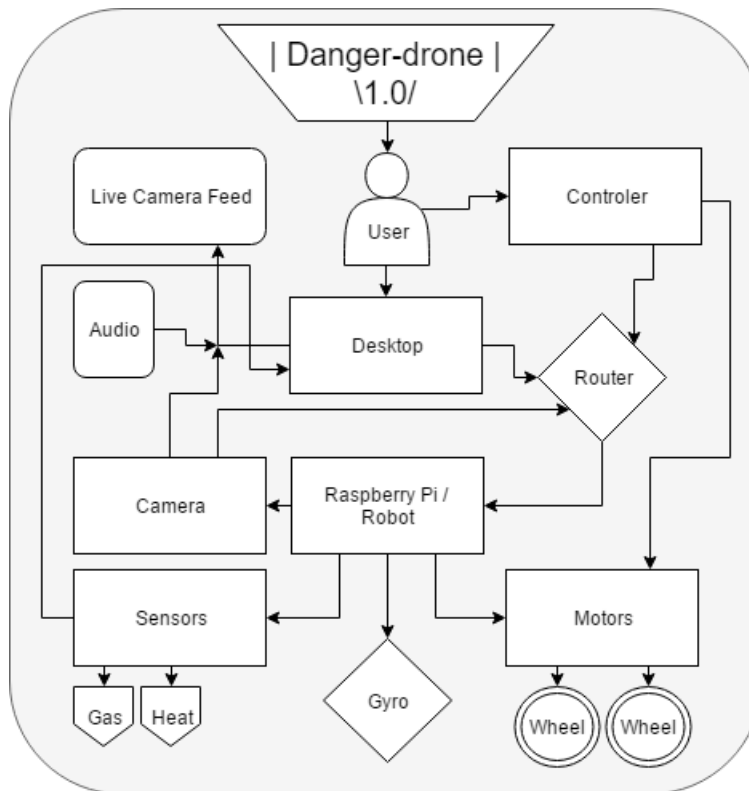 | Danger-drone |
\1.0/
Live Camera Feed
User
Controler
Audio
Desktop
Router
Camera
Raspberry Pi /
Robot
Sensors
Motors
Gas
Heat
Gyro
Wheel
Wheel